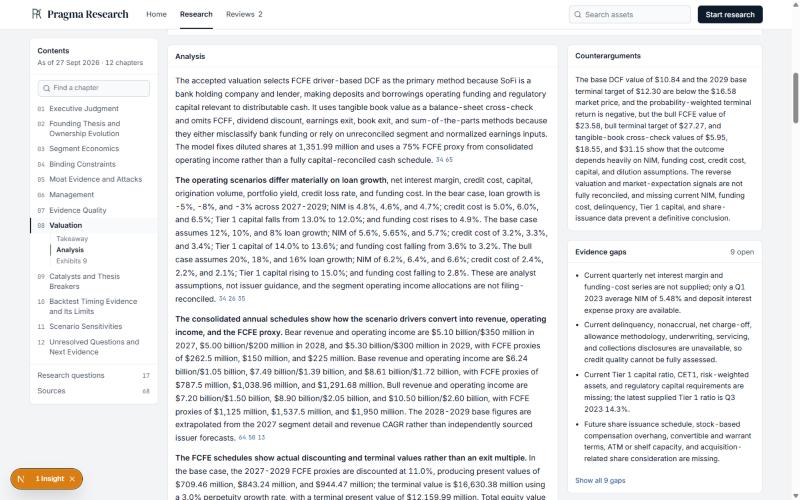 Pragma Research
Home
Research
Reviews 2
Search assets
Start research
Contents
As of 27 Sep 2026 · 12 chapters
Find a chapter
01 Executive Judgment
02 Founding Thesis and
Ownership Evolution
03 Segment Economics
04 Binding Constraints
05 Moat Evidence and Attacks
06 Management
07 Evidence Quality
08 Valuation
Takeaway
Analysis
Exhibits 9
09 Catalysts and Thesis
Breakers
10 Backtest Timing Evidence
and Its Limits
11 Scenario Sensitivities
12 Unresolved Questions and
Next Evidence
Research questions 17
Sources 68
Analysis
The accepted valuation selects FCFE driver-based DCF as the primary method because SoFi is a
bank holding company and lender, making deposits and borrowings operating funding and regulatory
capital relevant to distributable cash. It uses tangible book value as a balance-sheet cross-check
and omits FCFF, dividend discount, earnings exit, book exit, and sum-of-the-parts methods because
they either misclassify bank funding or rely on unreconciled segment and normalized earnings inputs.
The model fixes diluted shares at 1,351.99 million and uses a 75% FCFE proxy from consolidated
operating income rather than a fully capital-reconciled cash schedule. 34 65
The operating scenarios differ materially on loan growth, net interest margin, credit cost, capital,
origination volume, portfolio yield, credit loss rate, and funding cost. In the bear case, loan growth is
-5%, -8%, and -3% across 2027-2029; NIM is 4.8%, 4.6%, and 4.7%; credit cost is 5.0%, 6.0%,
and 6.5%; Tier 1 capital falls from 13.0% to 12.0%; and funding cost rises to 4.9%. The base case
assumes 12%, 10%, and 8% loan growth; NIM of 5.6%, 5.65%, and 5.7%; credit cost of 3.2%, 3.3%,
and 3.4%; Tier 1 capital of 14.0% to 13.6%; and funding cost falling from 3.6% to 3.2%. The bull
case assumes 20%, 18%, and 16% loan growth; NIM of 6.2%, 6.4%, and 6.6%; credit cost of 2.4%,
2.2%, and 2.1%; Tier 1 capital rising to 15.0%; and funding cost falling to 2.8%. These are analyst
assumptions, not issuer guidance, and the segment operating income allocations are not filing-
reconciled. 34 26 35
The consolidated annual schedules show how the scenario drivers convert into revenue, operating
income, and the FCFE proxy. Bear revenue and operating income are $5.10 billion/$350 million in
2027, $5.00 billion/$200 million in 2028, and $5.30 billion/$300 million in 2029, with FCFE proxies
of $262.5 million, $150 million, and $225 million. Base revenue and operating income are $6.24
billion/$1.05 billion, $7.49 billion/$1.39 billion, and $8.61 billion/$1.72 billion, with FCFE proxies of
$787.5 million, $1,038.96 million, and $1,291.68 million. Bull revenue and operating income are
$7.20 billion/$1.50 billion, $8.90 billion/$2.05 billion, and $10.50 billion/$2.60 billion, with FCFE
proxies of $1,125 million, $1,537.5 million, and $1,950 million. The 2028-2029 base figures are
extrapolated from the 2027 segment detail and revenue CAGR rather than independently sourced
issuer forecasts. 64 58 13
The FCFE schedules show actual discounting and terminal values rather than an exit multiple. In
the base case, the 2027-2029 FCFE proxies are discounted at 11.0%, producing present values of
$709.46 million, $843.24 million, and $944.47 million; the terminal value is $16,630.38 million using
a 3.0% perpetuity growth rate, with a terminal present value of $12,159.99 million. Total equity value
Counterarguments
The base DCF value of $10.84 and the 2029 base
terminal target of $12.30 are below the $16.58
market price, and the probability-weighted terminal
return is negative, but the bull FCFE value of
$23.58, bull terminal target of $27.27, and
tangible-book cross-check values of $5.95,
$18.55, and $31.15 show that the outcome
depends heavily on NIM, funding cost, credit cost,
capital, and dilution assumptions. The reverse
valuation and market-expectation signals are not
fully reconciled, and missing current NIM, funding
cost, delinquency, Tier 1 capital, and share-
issuance data prevent a definitive conclusion.
Evidence gaps 9 open
• Current quarterly net interest margin and
funding-cost series are not supplied; only a Q1
2023 average NIM of 5.48% and deposit interest
expense proxy are available.
• Current delinquency, nonaccrual, net charge-off,
allowance methodology, underwriting, servicing,
and collections disclosures are unavailable, so
credit quality cannot be fully assessed.
• Current Tier 1 capital ratio, CET1, risk-weighted
assets, and regulatory capital requirements are
missing; the latest supplied Tier 1 ratio is Q3
2023 14.3%.
• Future share issuance schedule, stock-based
compensation overhang, convertible and warrant
terms, ATM or shelf capacity, and acquisition-
related share consideration are missing.
Show all 9 gaps
N 1 Insight ×